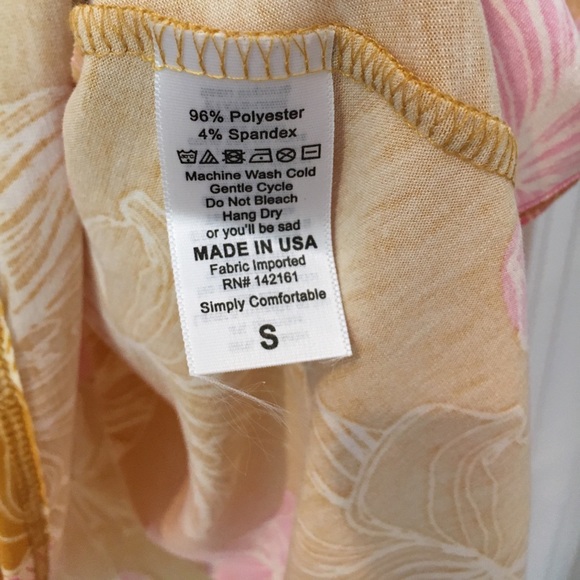 96% Polyester
4% Spandex
Machine Wash Cold
Gentle Cycle
Do Not Bleach
Hang Dry
or you'll be sad
MADE IN USA
Fabric Imported
RN# 142161
Simply Comfortable
S